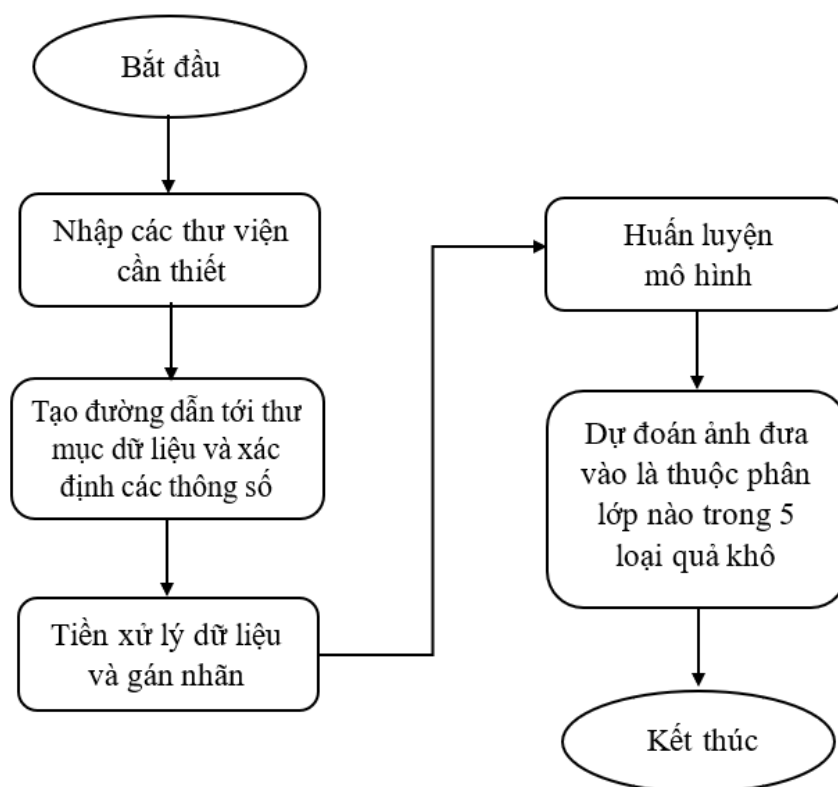 Bắt đầu
Nhập các thư viện
cần thiết
Tạo đường dẫn tới thư
mục dữ liệu và xác
định các thông số
Tiền xử lý dữ liệu
và gán nhãn
Huấn luyện
mô hình
Dự đoán ảnh đưa
vào là thuộc phân
lớp nào trong 5
loại quả khô
Kết thúc